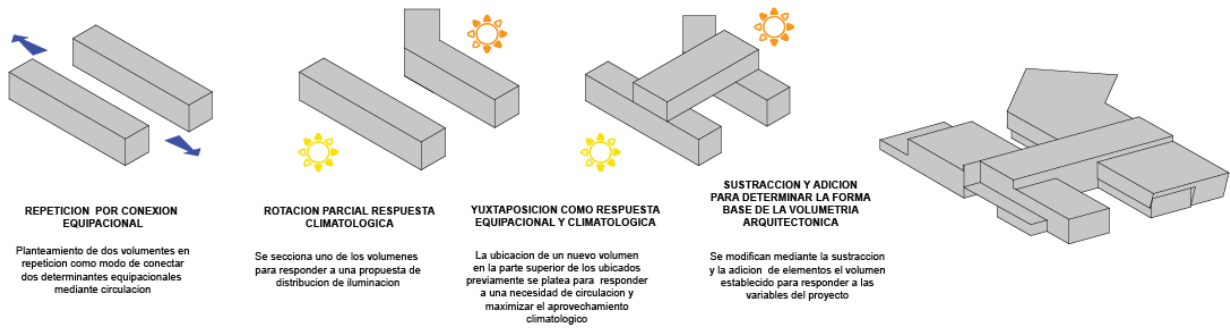 REPETICION POR CONEXION
EQUIPACIONAL
Planteamiento de dos volumentes en
repeticion como modo de conectar
dos determinantes equipacionales
mediante circulacion
ROTACION PARCIAL RESPUESTA
CLIMATOLOGICA
Se secciona uno de los volumenes
para responder a una propuesta de
distribucion de iluminacion
YUXTAPOSICION COMO RESPUESTA
EQUIPACIONAL Y CLIMATOLOGICA
La ubicacion de un nuevo volumen
en la parte superior de los ubicados
previamente se platea para responder
a una necesidad de circulacion y
maximizar el aprovechamiento
climatologico
SUSTRACCION Y ADICION
PARA DETERMINAR LA FORMA
BASE DE LA VOLUMETRIA
ARQUITECTONICA
Se modifican mediante la sustraccion
y la adicion de elementos el volumen
establecido para responder a las
variables del proyecto